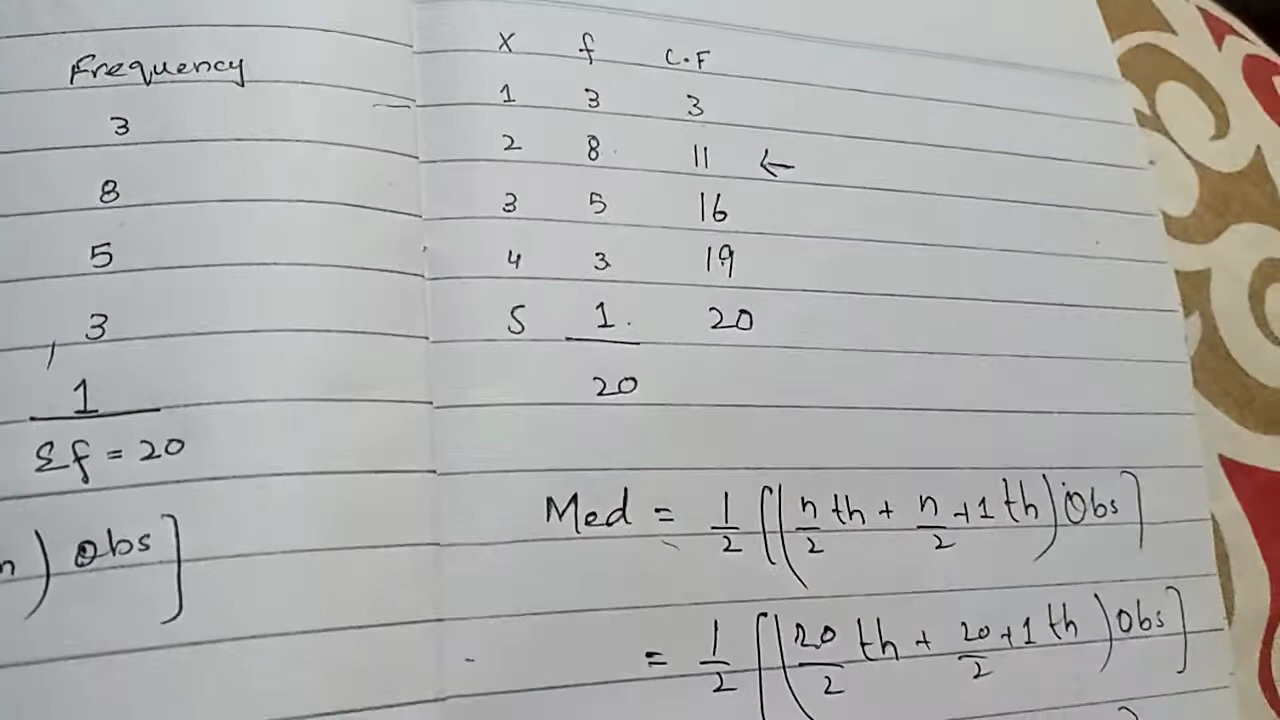 Frequency
3
8
5
3
1
Σf = 20
) Obs]
x f C.F
1 3 3
2 8 11 ←
3 5 16
4 3 19
5 1 20
20
Med = 1/2 [(n/2 th + n/2 +1 th) Obs]
= 1/2 [(20/2 th + 20/2 +1 th) Obs]